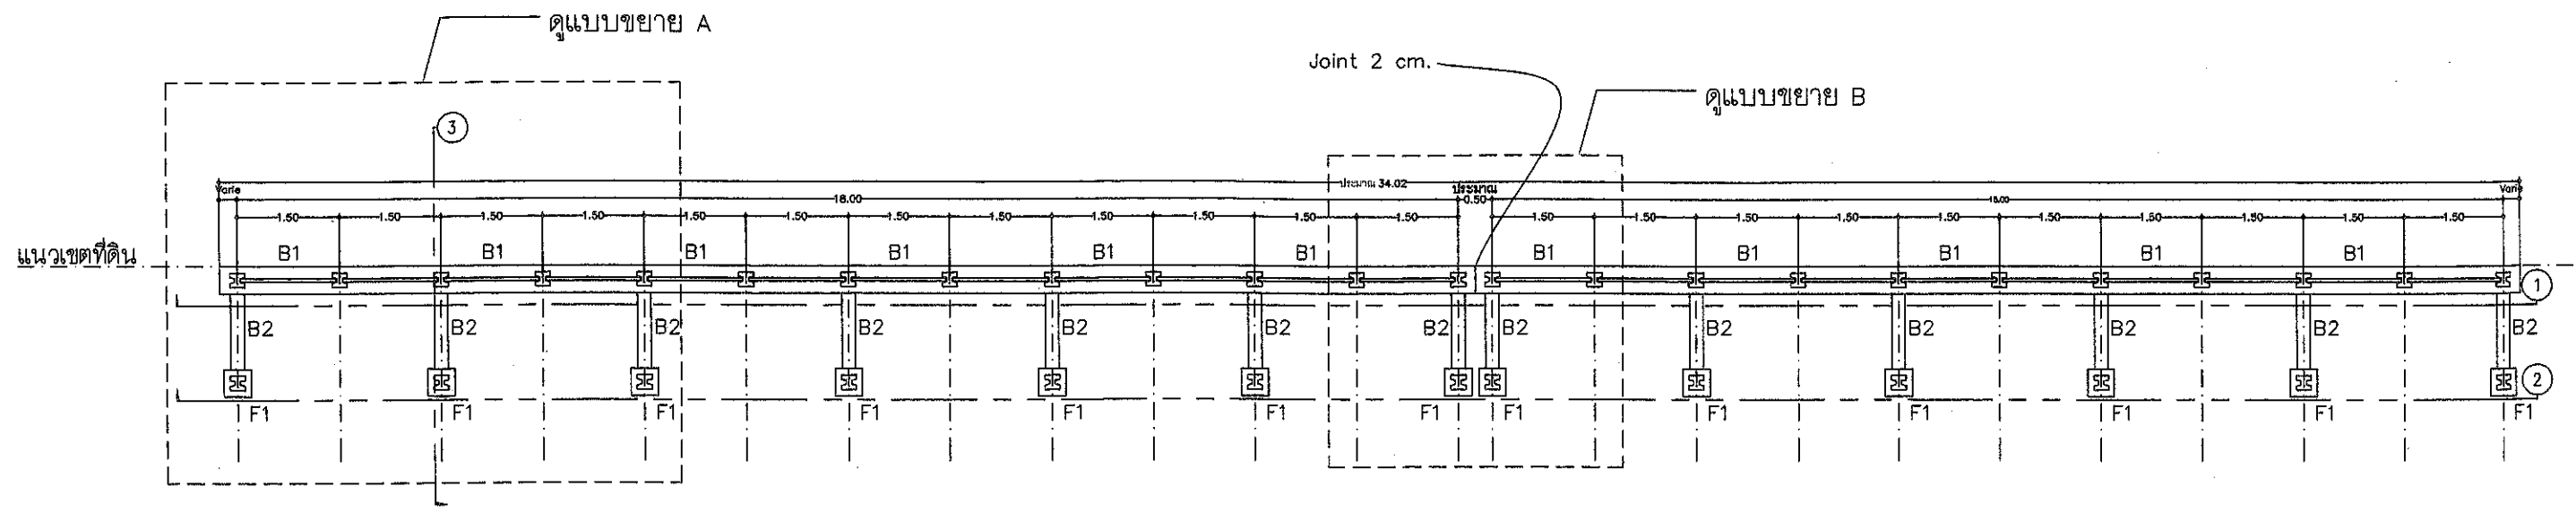 ดูแบบขยาย A
Joint 2 cm.
ดูแบบขยาย B
3
ประมาณ 34.02
Varie 18.00 ประมาณ 0.50 Varie
1.50 1.50 1.50 1.50 1.50 1.50 1.50 1.50 1.50 1.50 1.50 1.50 1.50 1.50 1.50 1.50 1.50 1.50 1.50 1.50 1.50 1.50
แนวเขตที่ดิน B1 B1 B1 B1 B1 B1 B1 B1 B1 B1 B1
1
B2 B2 B2 B2 B2 B2 B2 B2 B2 B2 B2 B2 B2
2
F1 F1 F1 F1 F1 F1 F1 F1 F1 F1 F1 F1 F1